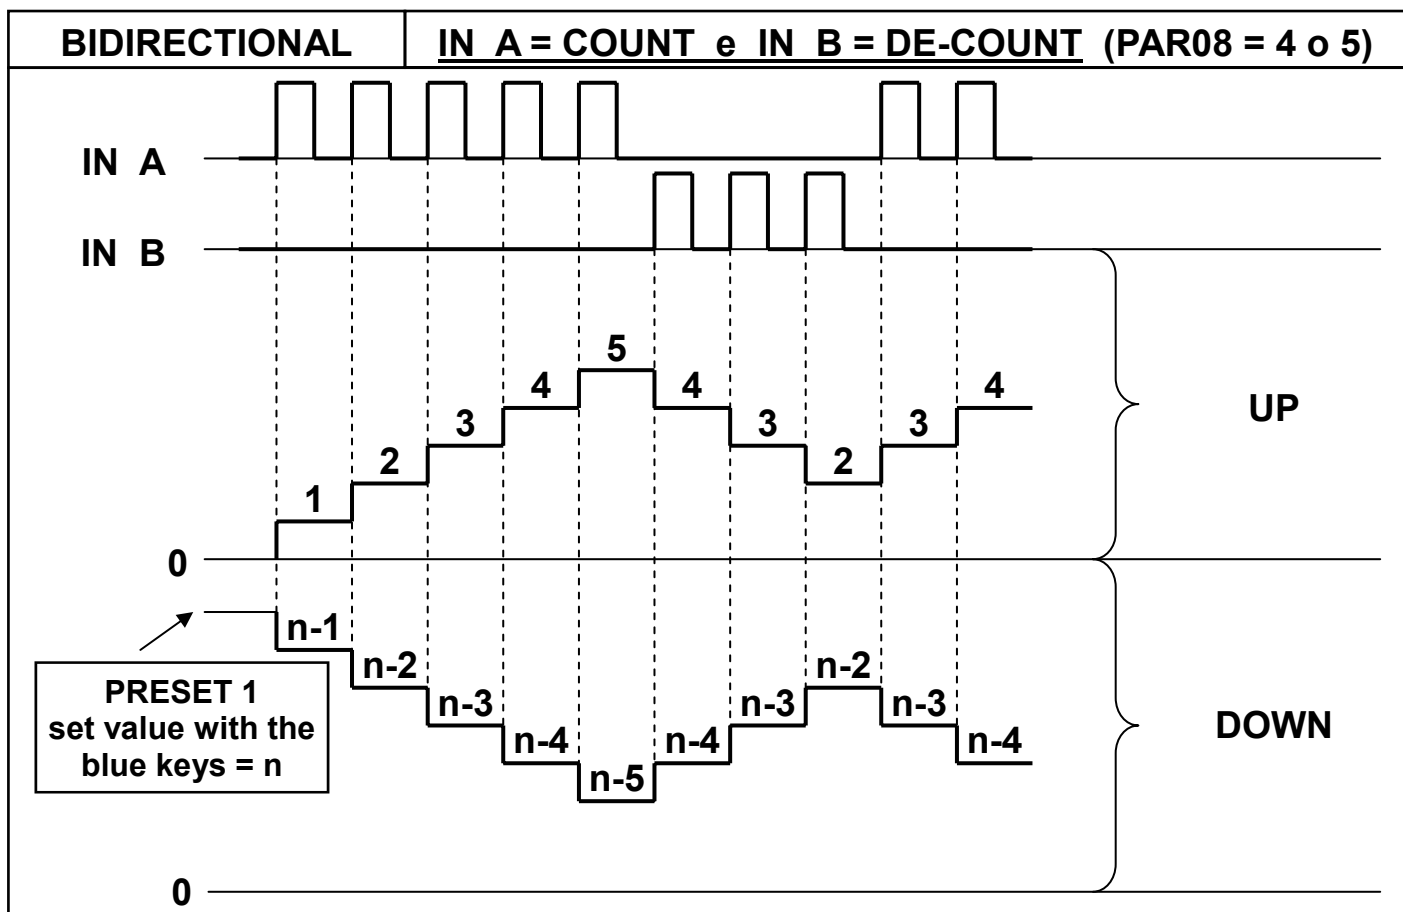 BIDIRECTIONAL
IN A = COUNT e IN B = DE-COUNT (PAR08 = 4 o 5)
IN A
IN B
5
4
4
4
3
3
3
2
2
1
UP
0
n-1
n-2
n-2
n-3
n-3
n-3
n-4
n-4
n-4
n-5
PRESET 1
set value with the
blue keys = n
DOWN
0